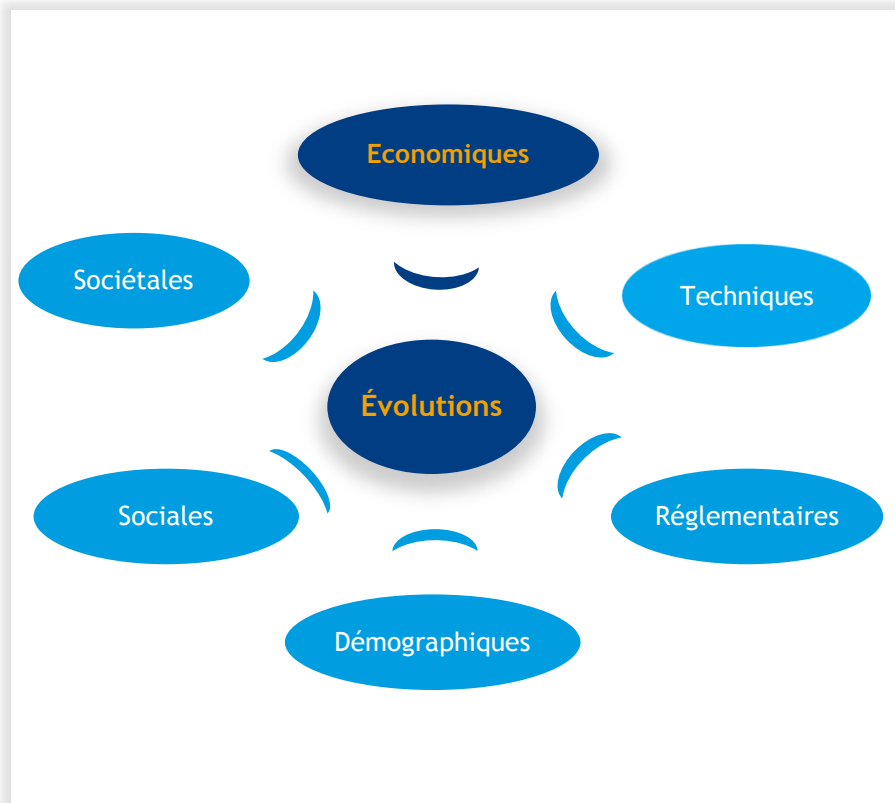 Economiques
Sociétales
Techniques
Évolutions
Sociales
Réglementaires
Démographiques